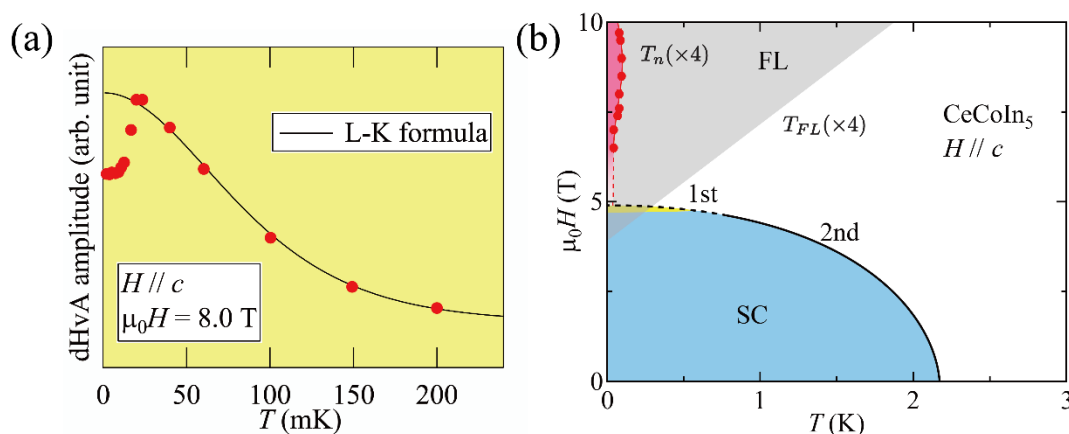 (a)
dHvA amplitude (arb. unit)
L-K formula
H // c
μ₀H = 8.0 T
0
50
100
150
200
T (mK)
(b)
10
5
0
μ₀H (T)
Tₙ(×4)
FL
T_FL(×4)
CeCoIn₅
H // c
1st
2nd
SC
0
1
2
3
T (K)